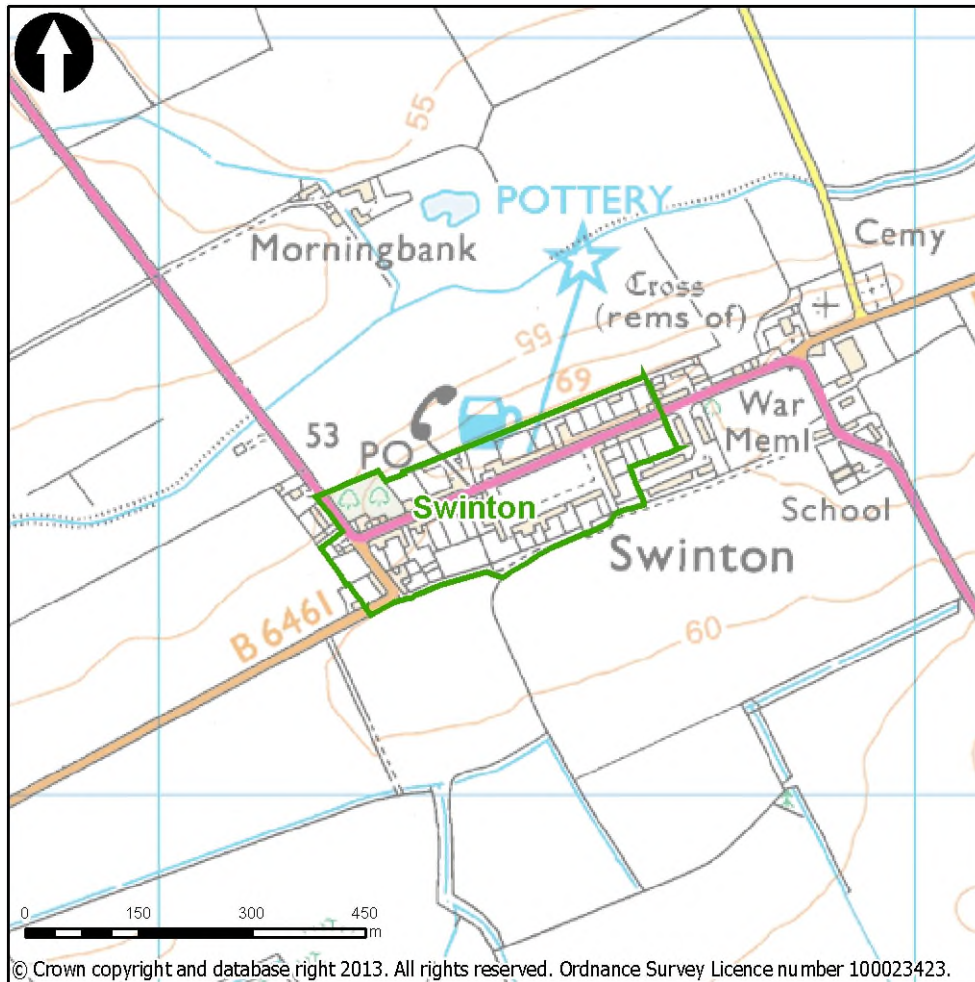 55
POTTERY
Morningbank
Cemy
Cross
(rems of)
55
69
53
PO
War
Meml
Swinton
School
Swinton
B 6461
60
0 150 300 450
m
© Crown copyright and database right 2013. All rights reserved. Ordnance Survey Licence number 100023423.